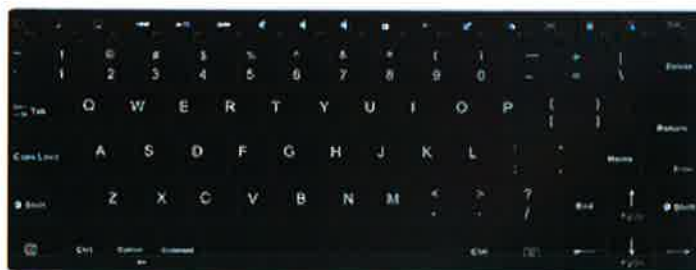 ! @ # $ % ^ & * ( ) — + |
1 2 3 4 5 6 7 8 9 0 - = \ Delete
Tab Q W E R T Y U I O P { }
[ ] Return
Caps Lock A S D F G H J K L : "
; ' Home
Shift Z X C V B N M < > ? End ↑ Shift
, . /
Ctrl Option Command Ctrl ← ↓ →